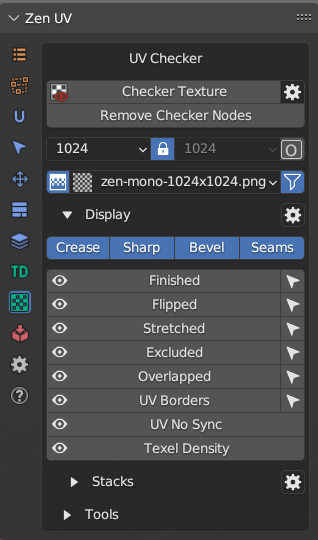 Zen UV
UV Checker
Checker Texture
Remove Checker Nodes
1024 1024 O
zen-mono-1024x1024.png
Display
Crease Sharp Bevel Seams
Finished
Flipped
Stretched
Excluded
Overlapped
UV Borders
UV No Sync
Texel Density
Stacks
Tools
U
TD
?